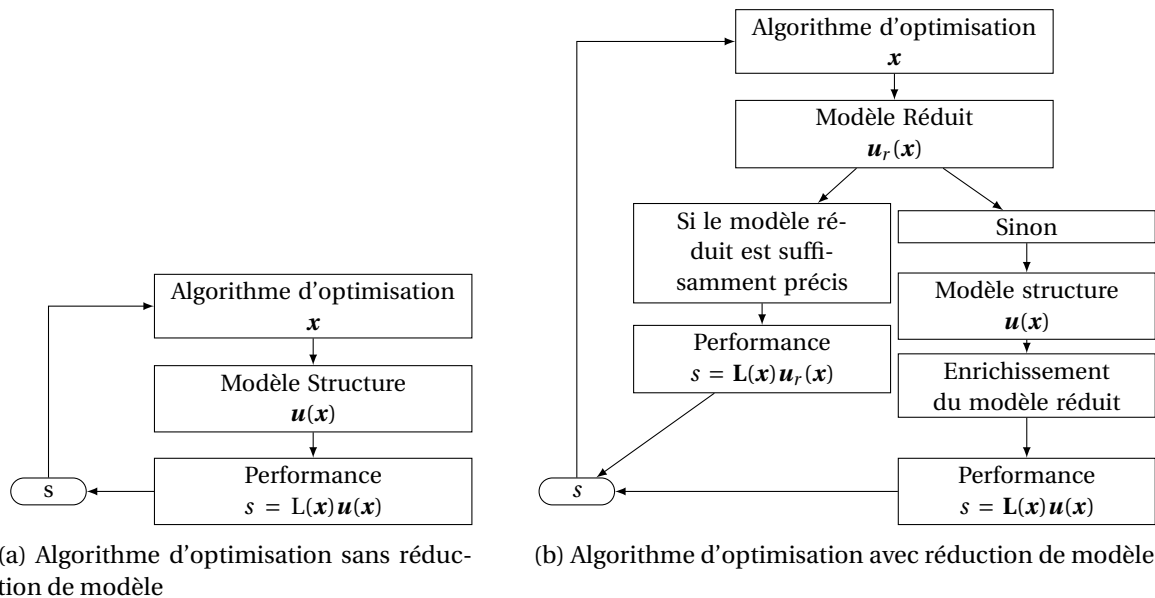 Algorithme d'optimisation
x
Modèle Structure
u(x)
Performance
s = L(x)u(x)
s
(a) Algorithme d'optimisation sans réduc-
tion de modèle
Algorithme d'optimisation
x
Modèle Réduit
u_r(x)
Si le modèle ré-
duit est suffi-
samment précis
Performance
s = L(x)u_r(x)
Sinon
Modèle structure
u(x)
Enrichissement
du modèle réduit
Performance
s = L(x)u(x)
s
(b) Algorithme d'optimisation avec réduction de modèle